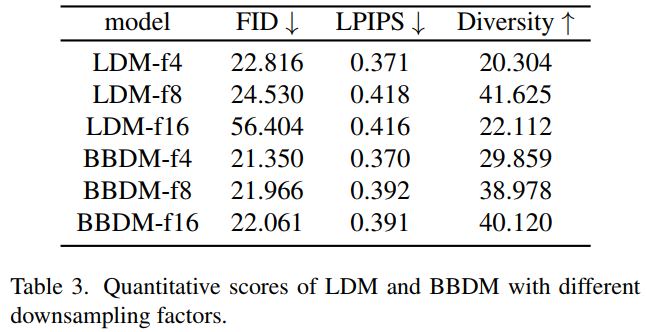 model FID ↓ LPIPS ↓ Diversity ↑
LDM-f4 22.816 0.371 20.304
LDM-f8 24.530 0.418 41.625
LDM-f16 56.404 0.416 22.112
BBDM-f4 21.350 0.370 29.859
BBDM-f8 21.966 0.392 38.978
BBDM-f16 22.061 0.391 40.120
Table 3. Quantitative scores of LDM and BBDM with different
downsampling factors.